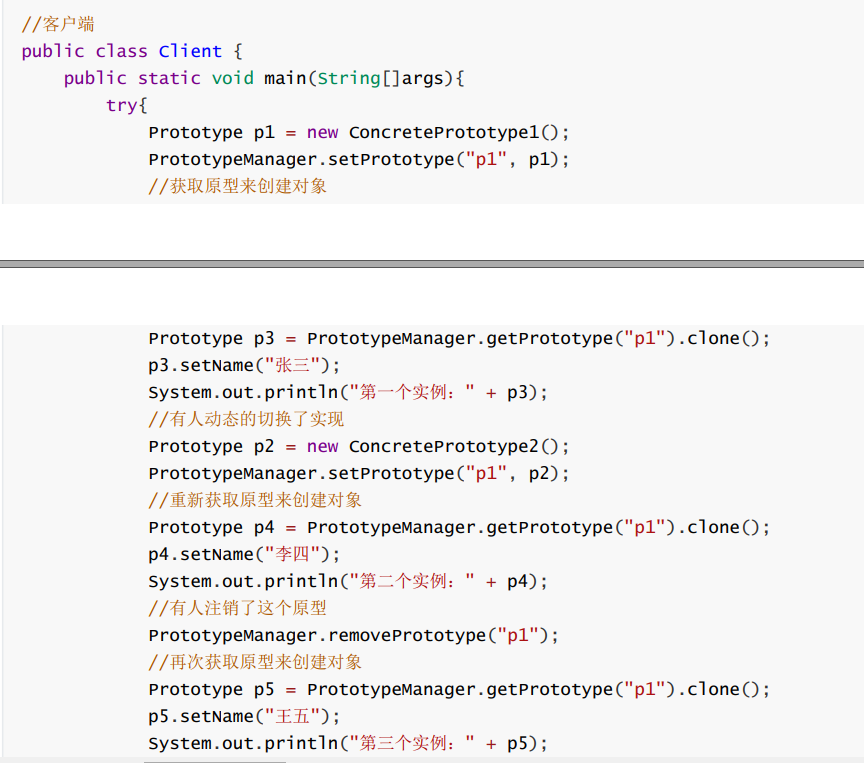 //客户端
public class Client {
    public static void main(String[]args){
        try{
            Prototype p1 = new ConcretePrototype1();
            PrototypeManager.setPrototype("p1", p1);
            //获取原型来创建对象
            Prototype p3 = PrototypeManager.getPrototype("p1").clone();
            p3.setName("张三");
            System.out.println("第一个实例：" + p3);
            //有人动态的切换了实现
            Prototype p2 = new ConcretePrototype2();
            PrototypeManager.setPrototype("p1", p2);
            //重新获取原型来创建对象
            Prototype p4 = PrototypeManager.getPrototype("p1").clone();
            p4.setName("李四");
            System.out.println("第二个实例：" + p4);
            //有人注销了这个原型
            PrototypeManager.removePrototype("p1");
            //再次获取原型来创建对象
            Prototype p5 = PrototypeManager.getPrototype("p1").clone();
            p5.setName("王五");
            System.out.println("第三个实例：" + p5);